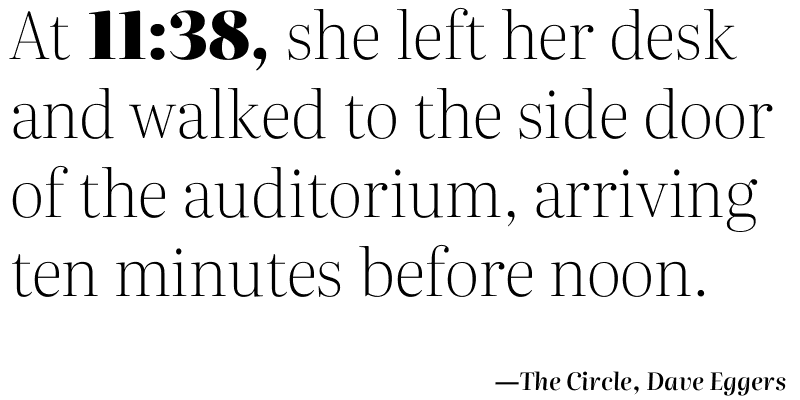 At 11:38, she left her desk
and walked to the side door
of the auditorium, arriving
ten minutes before noon.
—The Circle, Dave Eggers